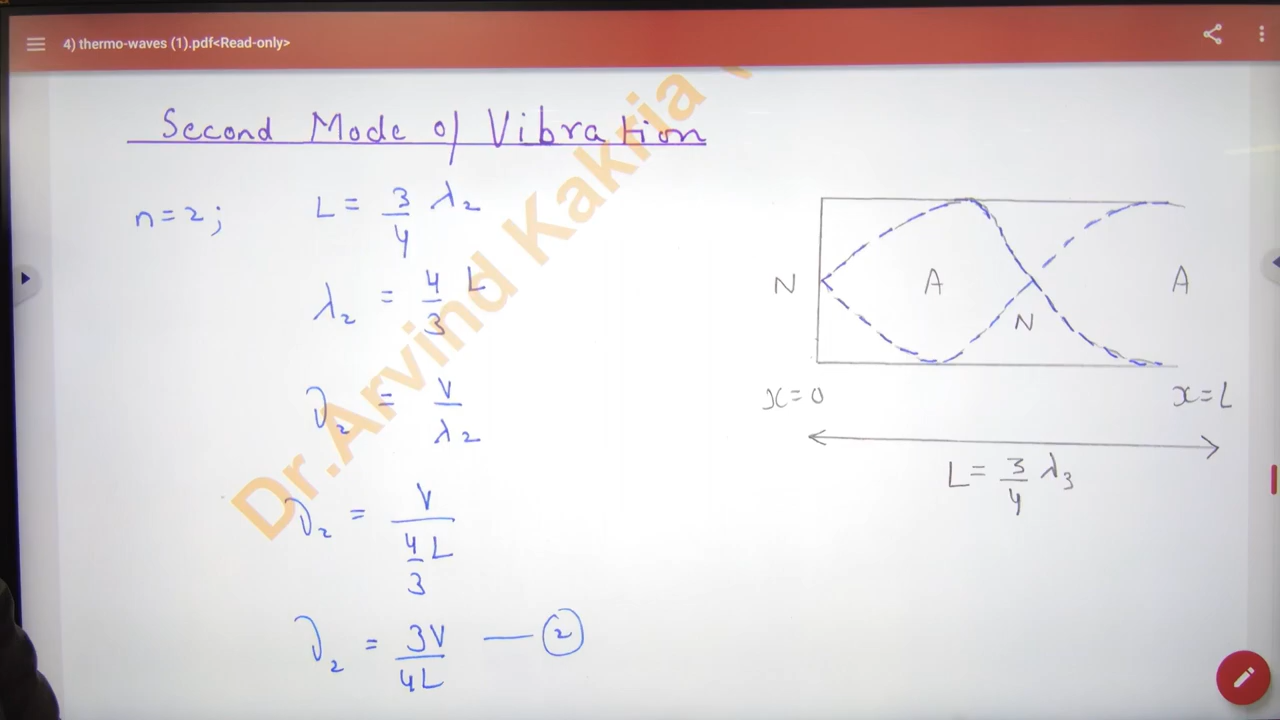 4) thermo-waves (1).pdf<Read-only>
Second Mode of Vibration
n=2; L = 3/4 λ₂
λ₂ = 4/3 L
ν₂ = v/λ₂
ν₂ = v/(4/3 L)
ν₂ = 3v/4L — ②
N A N A
x=0 x=L
L = 3/4 λ₃
Dr.Arvind Kakria